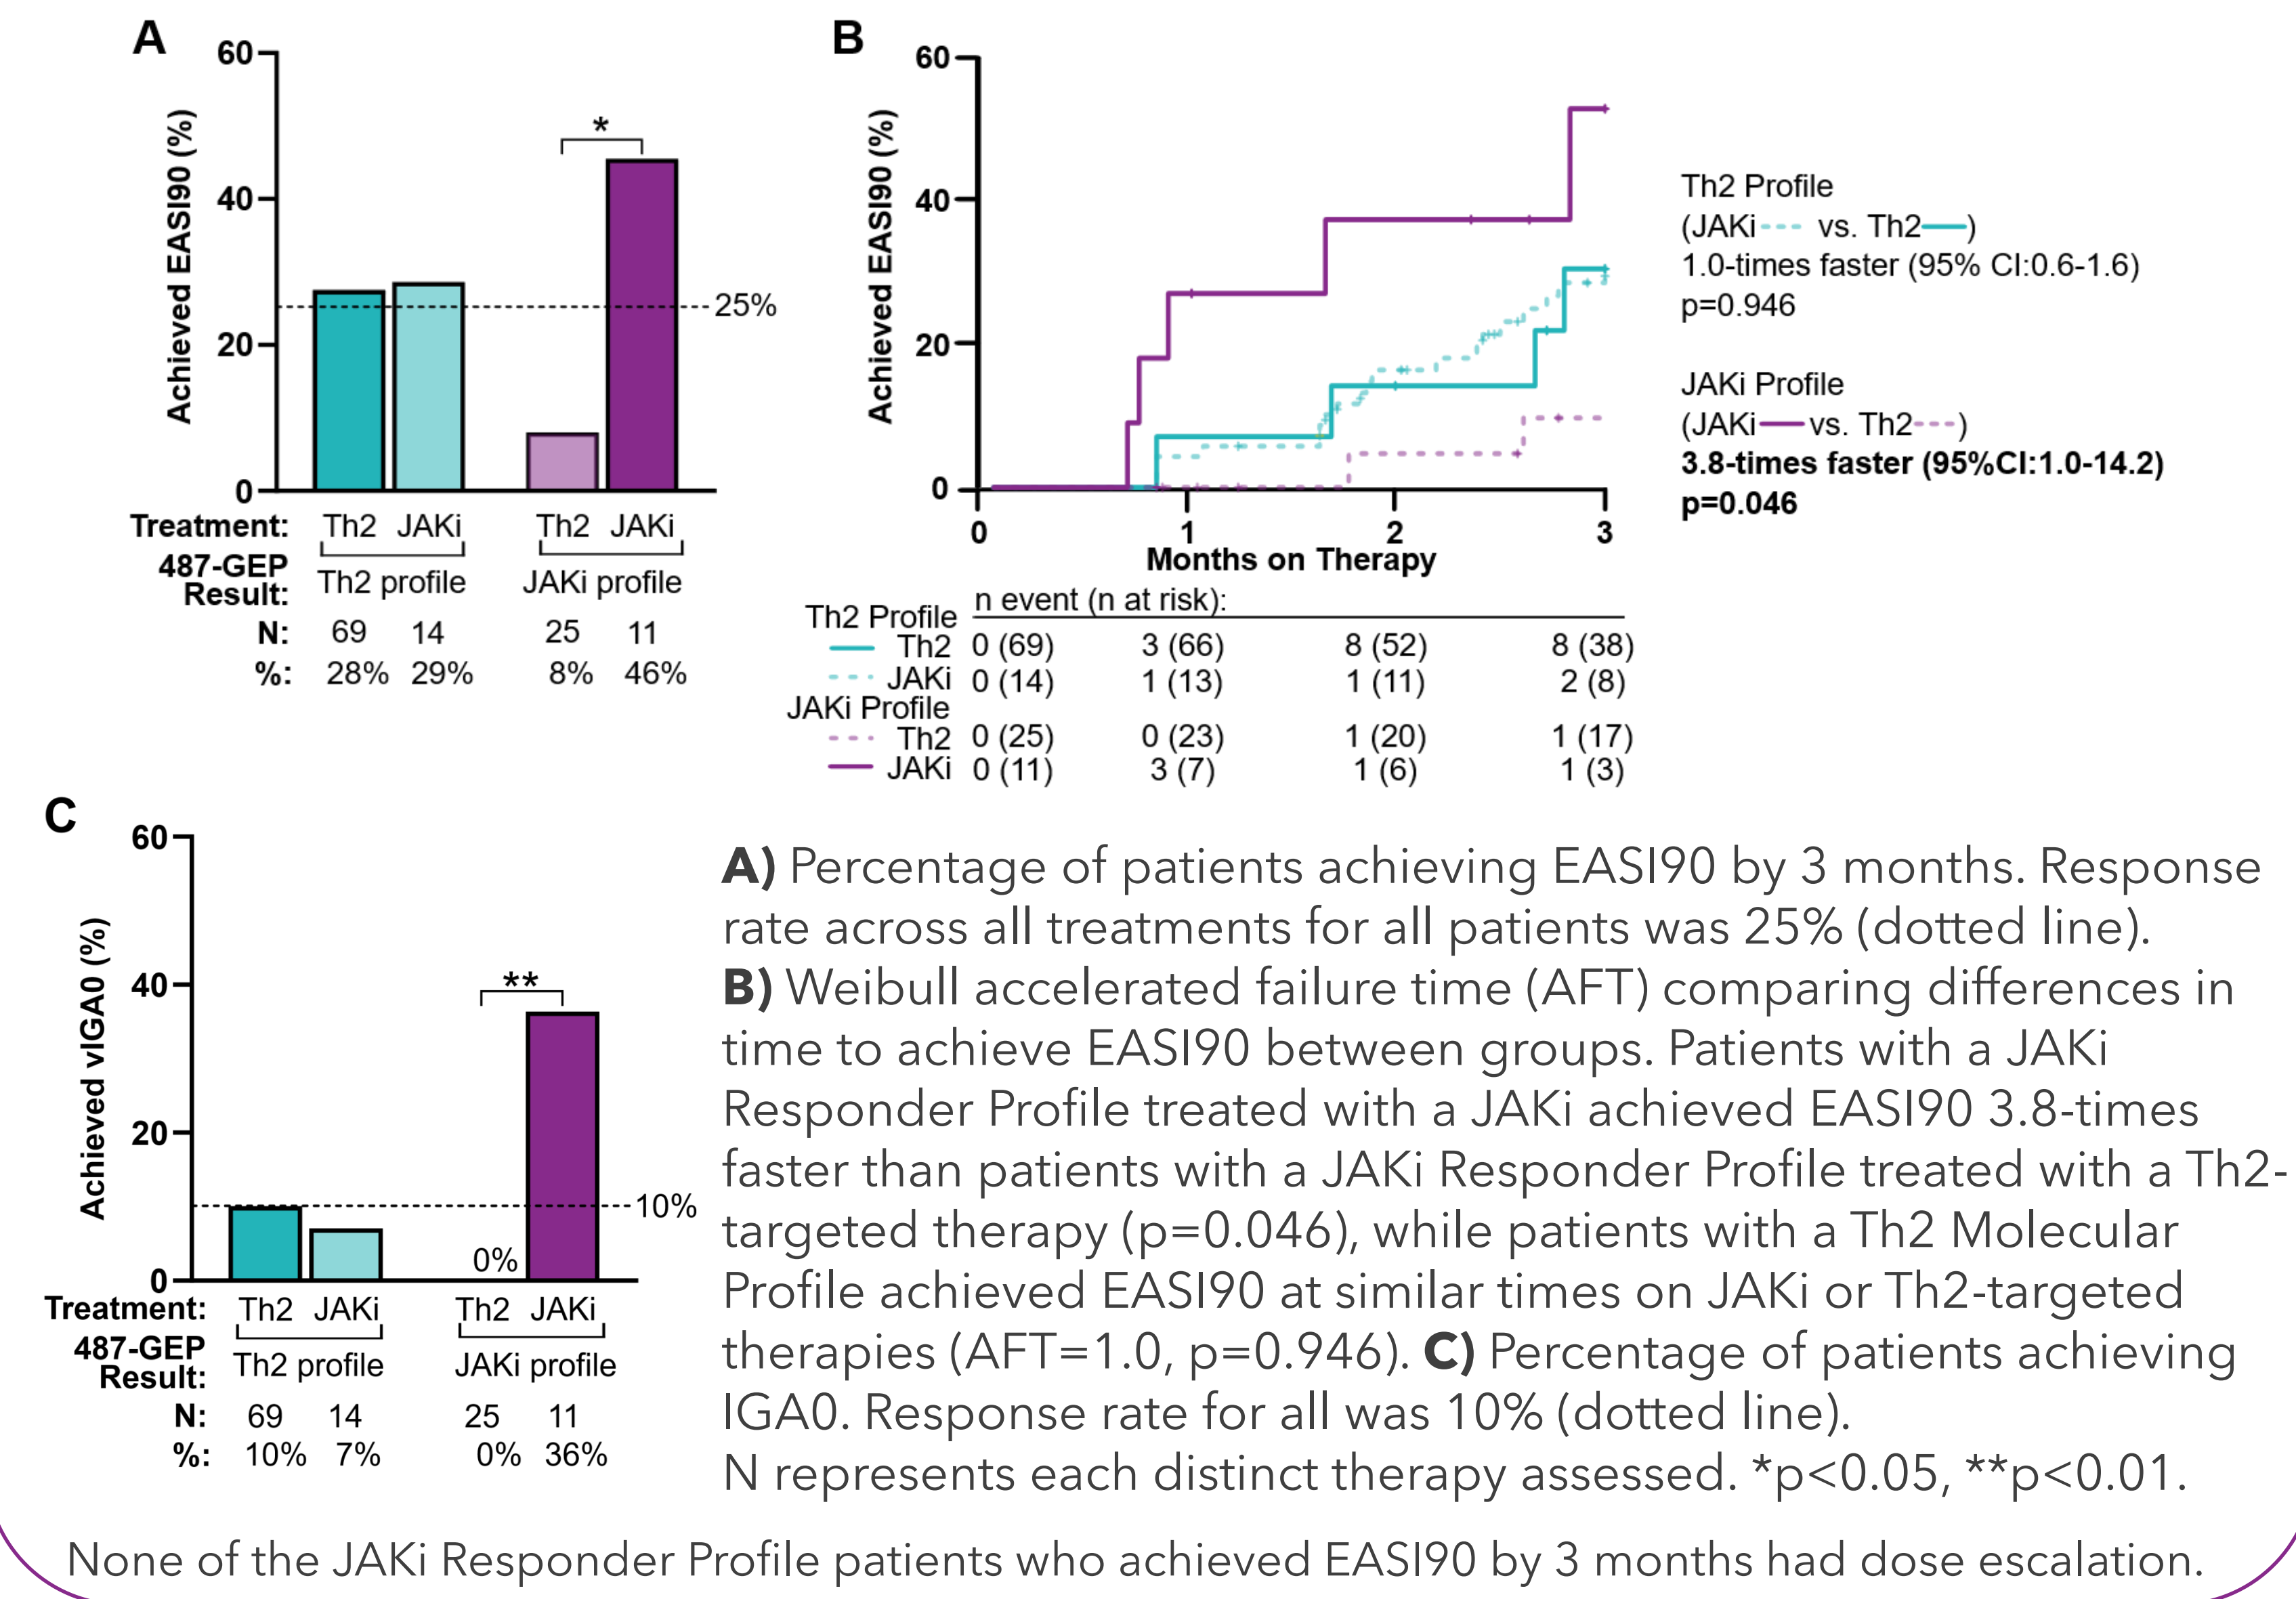 A
60
40
20
0
Achieved EASI90 (%)
*
25%
Treatment: Th2 JAKi Th2 JAKi
487-GEP
Result: Th2 profile JAKi profile
N: 69 14 25 11
%: 28% 29% 8% 46%
B
60
40
20
0
Achieved EASI90 (%)
0 1 2 3
Months on Therapy
Th2 Profile
(JAKi vs. Th2)
1.0-times faster (95% CI:0.6-1.6)
p=0.946
JAKi Profile
(JAKi vs. Th2)
3.8-times faster (95%CI:1.0-14.2)
p=0.046
n event (n at risk):
Th2 Profile
Th2 0 (69) 3 (66) 8 (52) 8 (38)
JAKi 0 (14) 1 (13) 1 (11) 2 (8)
JAKi Profile
Th2 0 (25) 0 (23) 1 (20) 1 (17)
JAKi 0 (11) 3 (7) 1 (6) 1 (3)
C
60
40
20
0
Achieved vIGA0 (%)
**
10%
0%
Treatment: Th2 JAKi Th2 JAKi
487-GEP
Result: Th2 profile JAKi profile
N: 69 14 25 11
%: 10% 7% 0% 36%
A) Percentage of patients achieving EASI90 by 3 months. Response
rate across all treatments for all patients was 25% (dotted line).
B) Weibull accelerated failure time (AFT) comparing differences in
time to achieve EASI90 between groups. Patients with a JAKi
Responder Profile treated with a JAKi achieved EASI90 3.8-times
faster than patients with a JAKi Responder Profile treated with a Th2-
targeted therapy (p=0.046), while patients with a Th2 Molecular
Profile achieved EASI90 at similar times on JAKi or Th2-targeted
therapies (AFT=1.0, p=0.946). C) Percentage of patients achieving
IGA0. Response rate for all was 10% (dotted line).
N represents each distinct therapy assessed. *p<0.05, **p<0.01.
None of the JAKi Responder Profile patients who achieved EASI90 by 3 months had dose escalation.